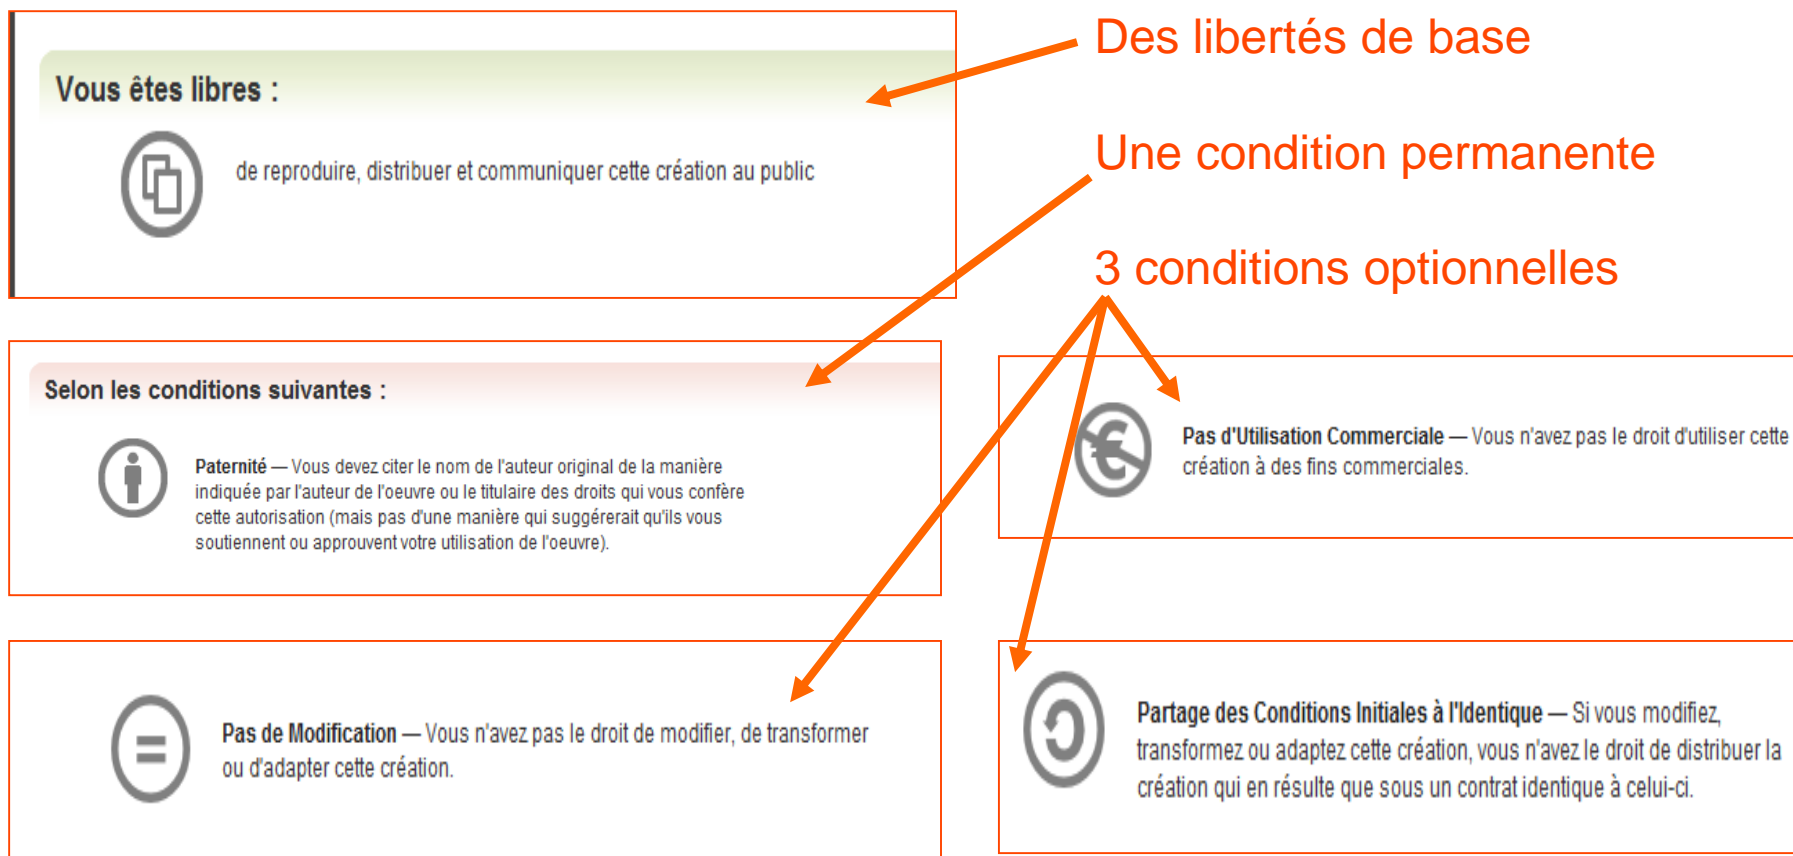 Des libertés de base
Vous êtes libres :
de reproduire, distribuer et communiquer cette création au public
Une condition permanente
3 conditions optionnelles
Selon les conditions suivantes :
Paternité — Vous devez citer le nom de l'auteur original de la manière
indiquée par l'auteur de l'oeuvre ou le titulaire des droits qui vous confère
cette autorisation (mais pas d'une manière qui suggérerait qu'ils vous
soutiennent ou approuvent votre utilisation de l'oeuvre).
Pas d'Utilisation Commerciale — Vous n'avez pas le droit d'utiliser cette
création à des fins commerciales.
Pas de Modification — Vous n'avez pas le droit de modifier, de transformer
ou d'adapter cette création.
Partage des Conditions Initiales à l'Identique — Si vous modifiez,
transformez ou adaptez cette création, vous n'avez le droit de distribuer la
création qui en résulte que sous un contrat identique à celui-ci.